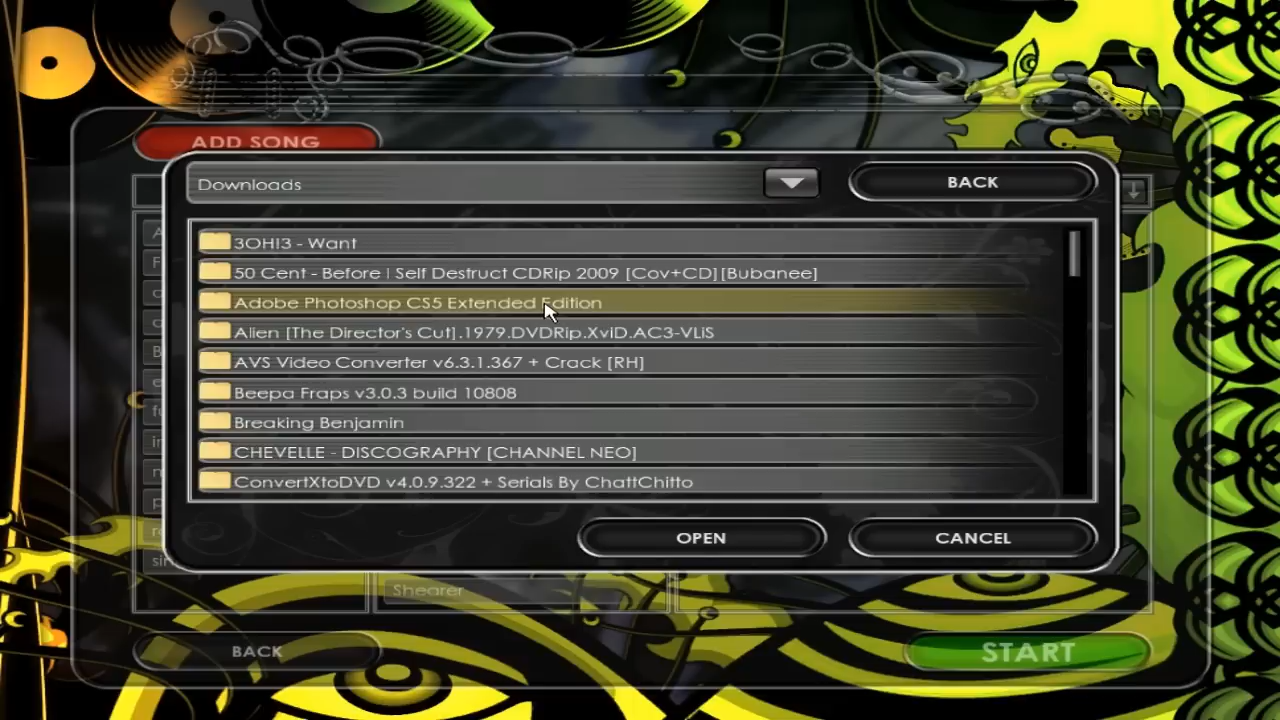 ADD SONG
Downloads
BACK
3OH!3 - Want
50 Cent - Before I Self Destruct CDRip 2009 [Cov+CD][Bubanee]
Adobe Photoshop CS5 Extended Edition
Alien [The Director's Cut].1979.DVDRip.XviD.AC3-VLiS
AVS Video Converter v6.3.1.367 + Crack [RH]
Beepa Fraps v3.0.3 build 10808
Breaking Benjamin
CHEVELLE - DISCOGRAPHY [CHANNEL NEO]
ConvertXtoDVD v4.0.9.322 + Serials By ChattChitto
OPEN
CANCEL
Shearer
BACK
START